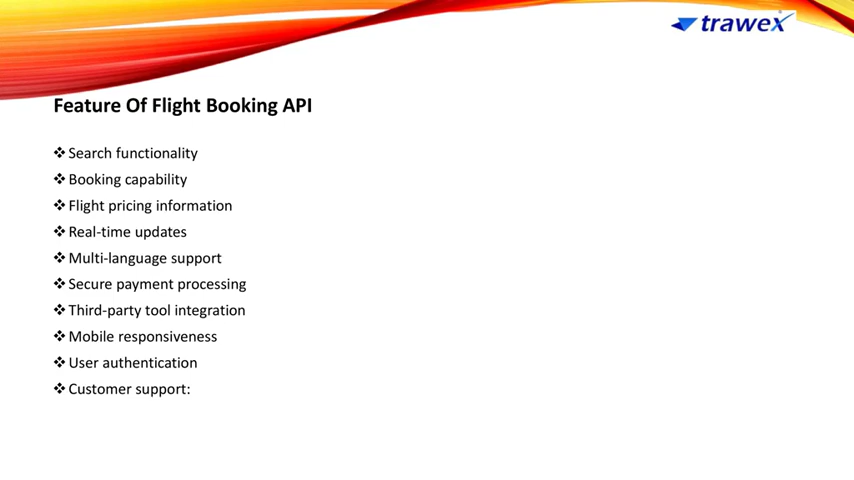 trawex
Feature Of Flight Booking API
❖ Search functionality
❖ Booking capability
❖ Flight pricing information
❖ Real-time updates
❖ Multi-language support
❖ Secure payment processing
❖ Third-party tool integration
❖ Mobile responsiveness
❖ User authentication
❖ Customer support: